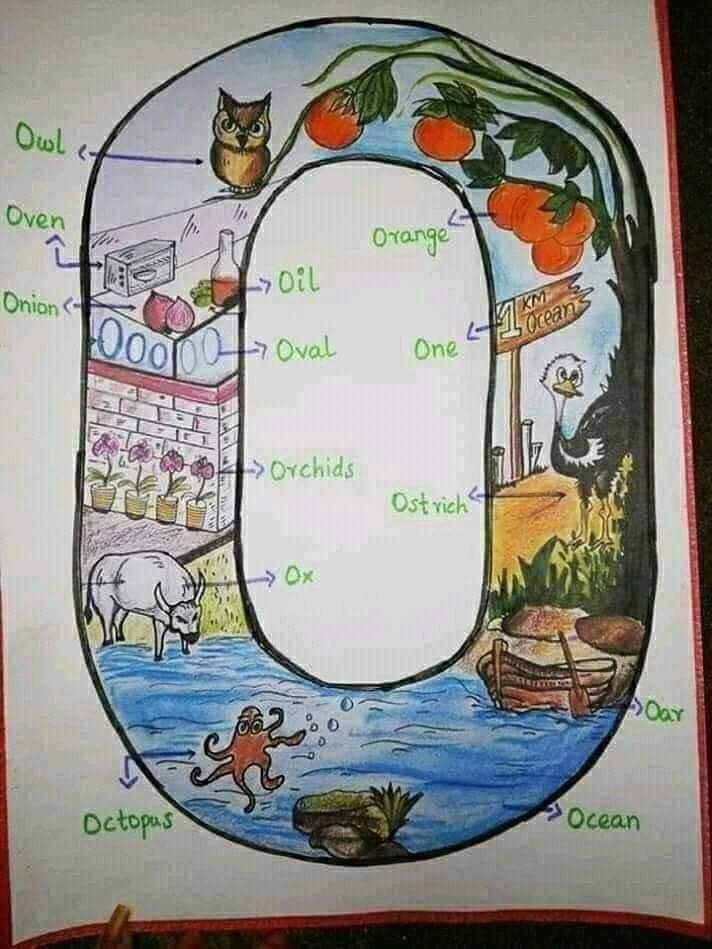 Owl
Oven
Orange
Onion
Oil
1 KM
Ocean
Oval
One
Orchids
Ostrich
Ox
Oar
Octopus
Ocean